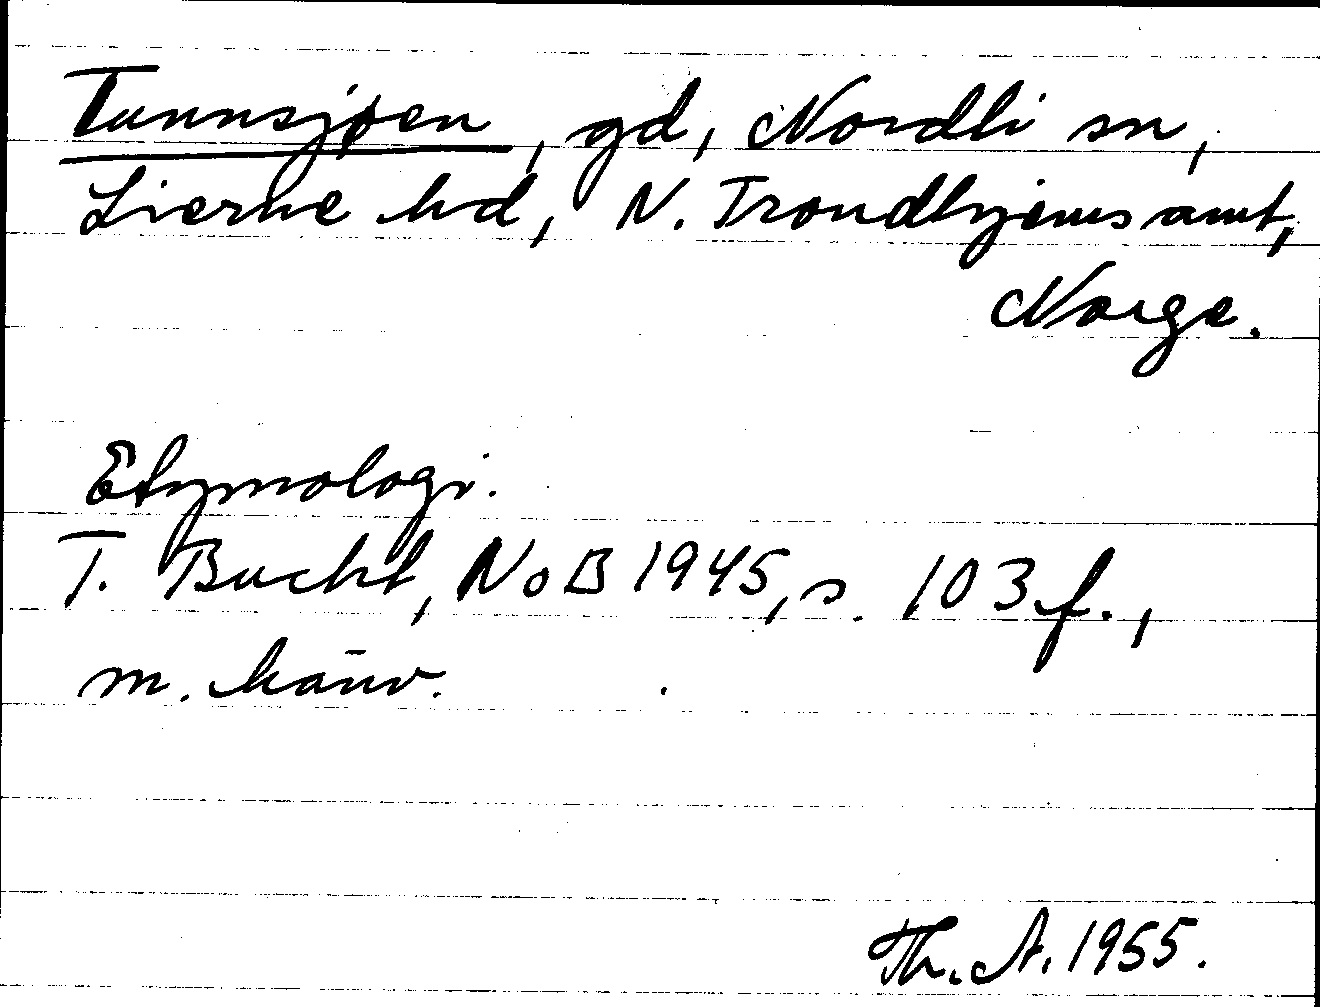 Tunnsjøen, gd, Nordli sn,
Lierne hd, N. Trondhjems amt,
Norge.
Etymologi.
T. Bucht, NoB 1945, s. 103 f.,
m. hänv.
Th. A. 1955.